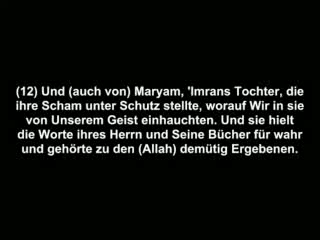 (12) Und (auch von) Maryam, 'Imrans Tochter, die
ihre Scham unter Schutz stellte, worauf Wir in sie
von Unserem Geist einhauchten. Und sie hielt
die Worte ihres Herrn und Seine Bücher für wahr
und gehörte zu den (Allah) demütig Ergebenen.